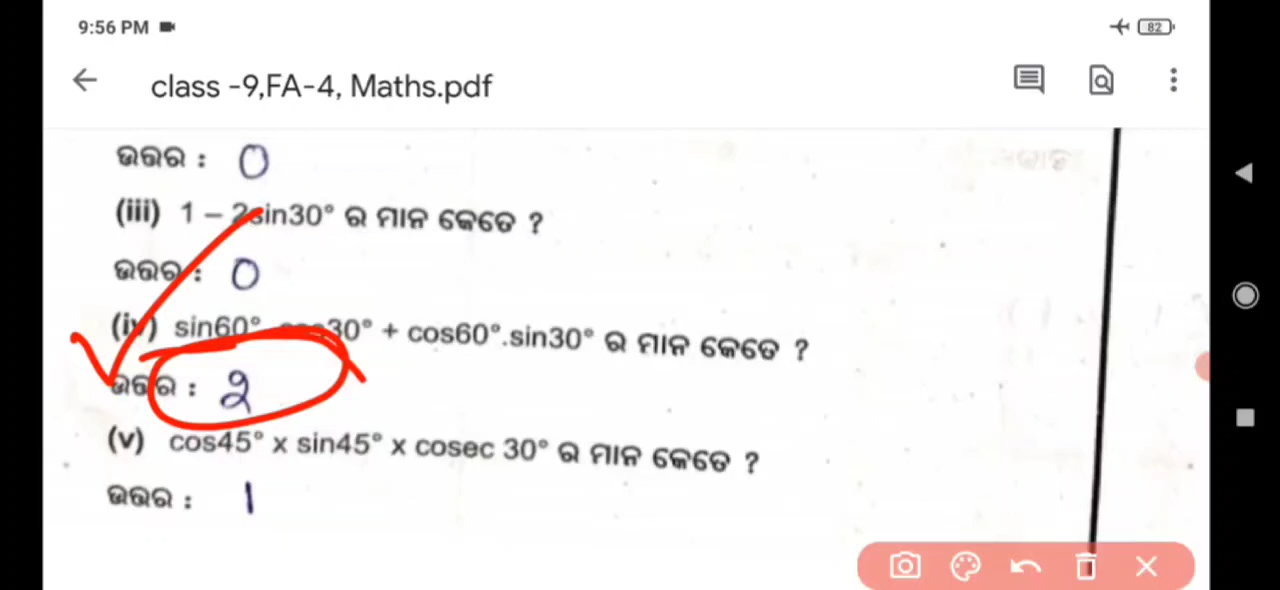 9:56 PM
82
class -9,FA-4, Maths.pdf
ଉତ୍ତର : 0
(iii) 1 – 2sin30° ର ମାନ କେତେ ?
ଉତ୍ତର : 0
(iv) sin60° cos30° + cos60°.sin30° ର ମାନ କେତେ ?
ଉତ୍ତର : 2
(v) cos45° x sin45° x cosec 30° ର ମାନ କେତେ ?
ଉତ୍ତର : 1